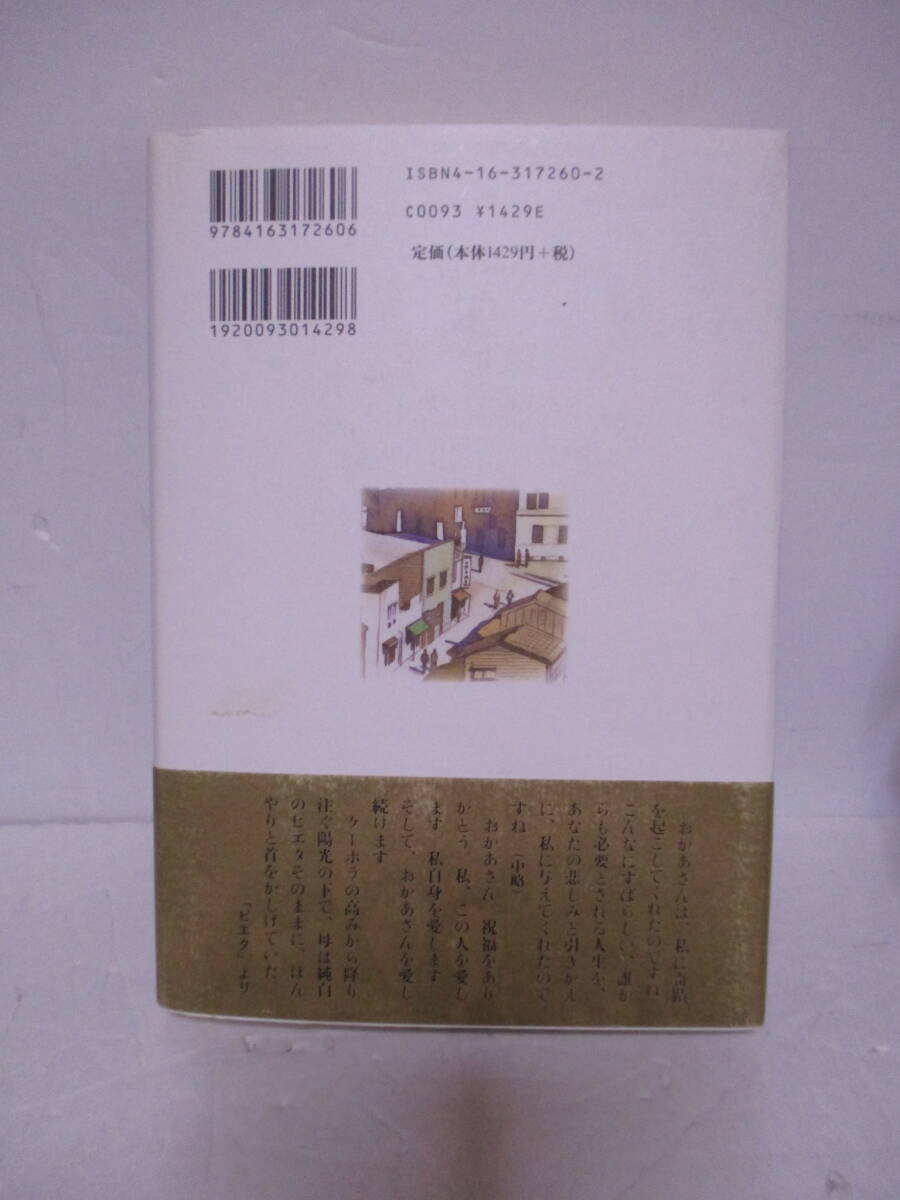 ISBN4-16-317260-2
C0093 ¥1429E
定価(本体1429円+税)
9784163172606
1920093014298
おかあさんは、私に奇蹟
を起こしてくれたのですね
こんなにすばらしい、誰か
らも必要とされる人生を、
あなたの悲しみと引きかえ
に、私に与えてくれたので
すね (中略)
おかあさん 祝福をあり
がとう。私、この人を愛し
ます 私自身を愛します
そして、おかあさんを愛し
続けます
クーポラの高みから降り
注ぐ陽光の下で、母は純白
のピエタそのままに、ぼん
やりと首をかしげていた。
「ピエタ」より